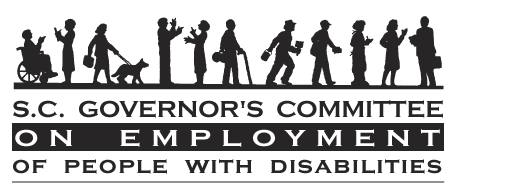 S.C. GOVERNOR'S COMMITTEE
ON EMPLOYMENT
OF PEOPLE WITH DISABILITIES